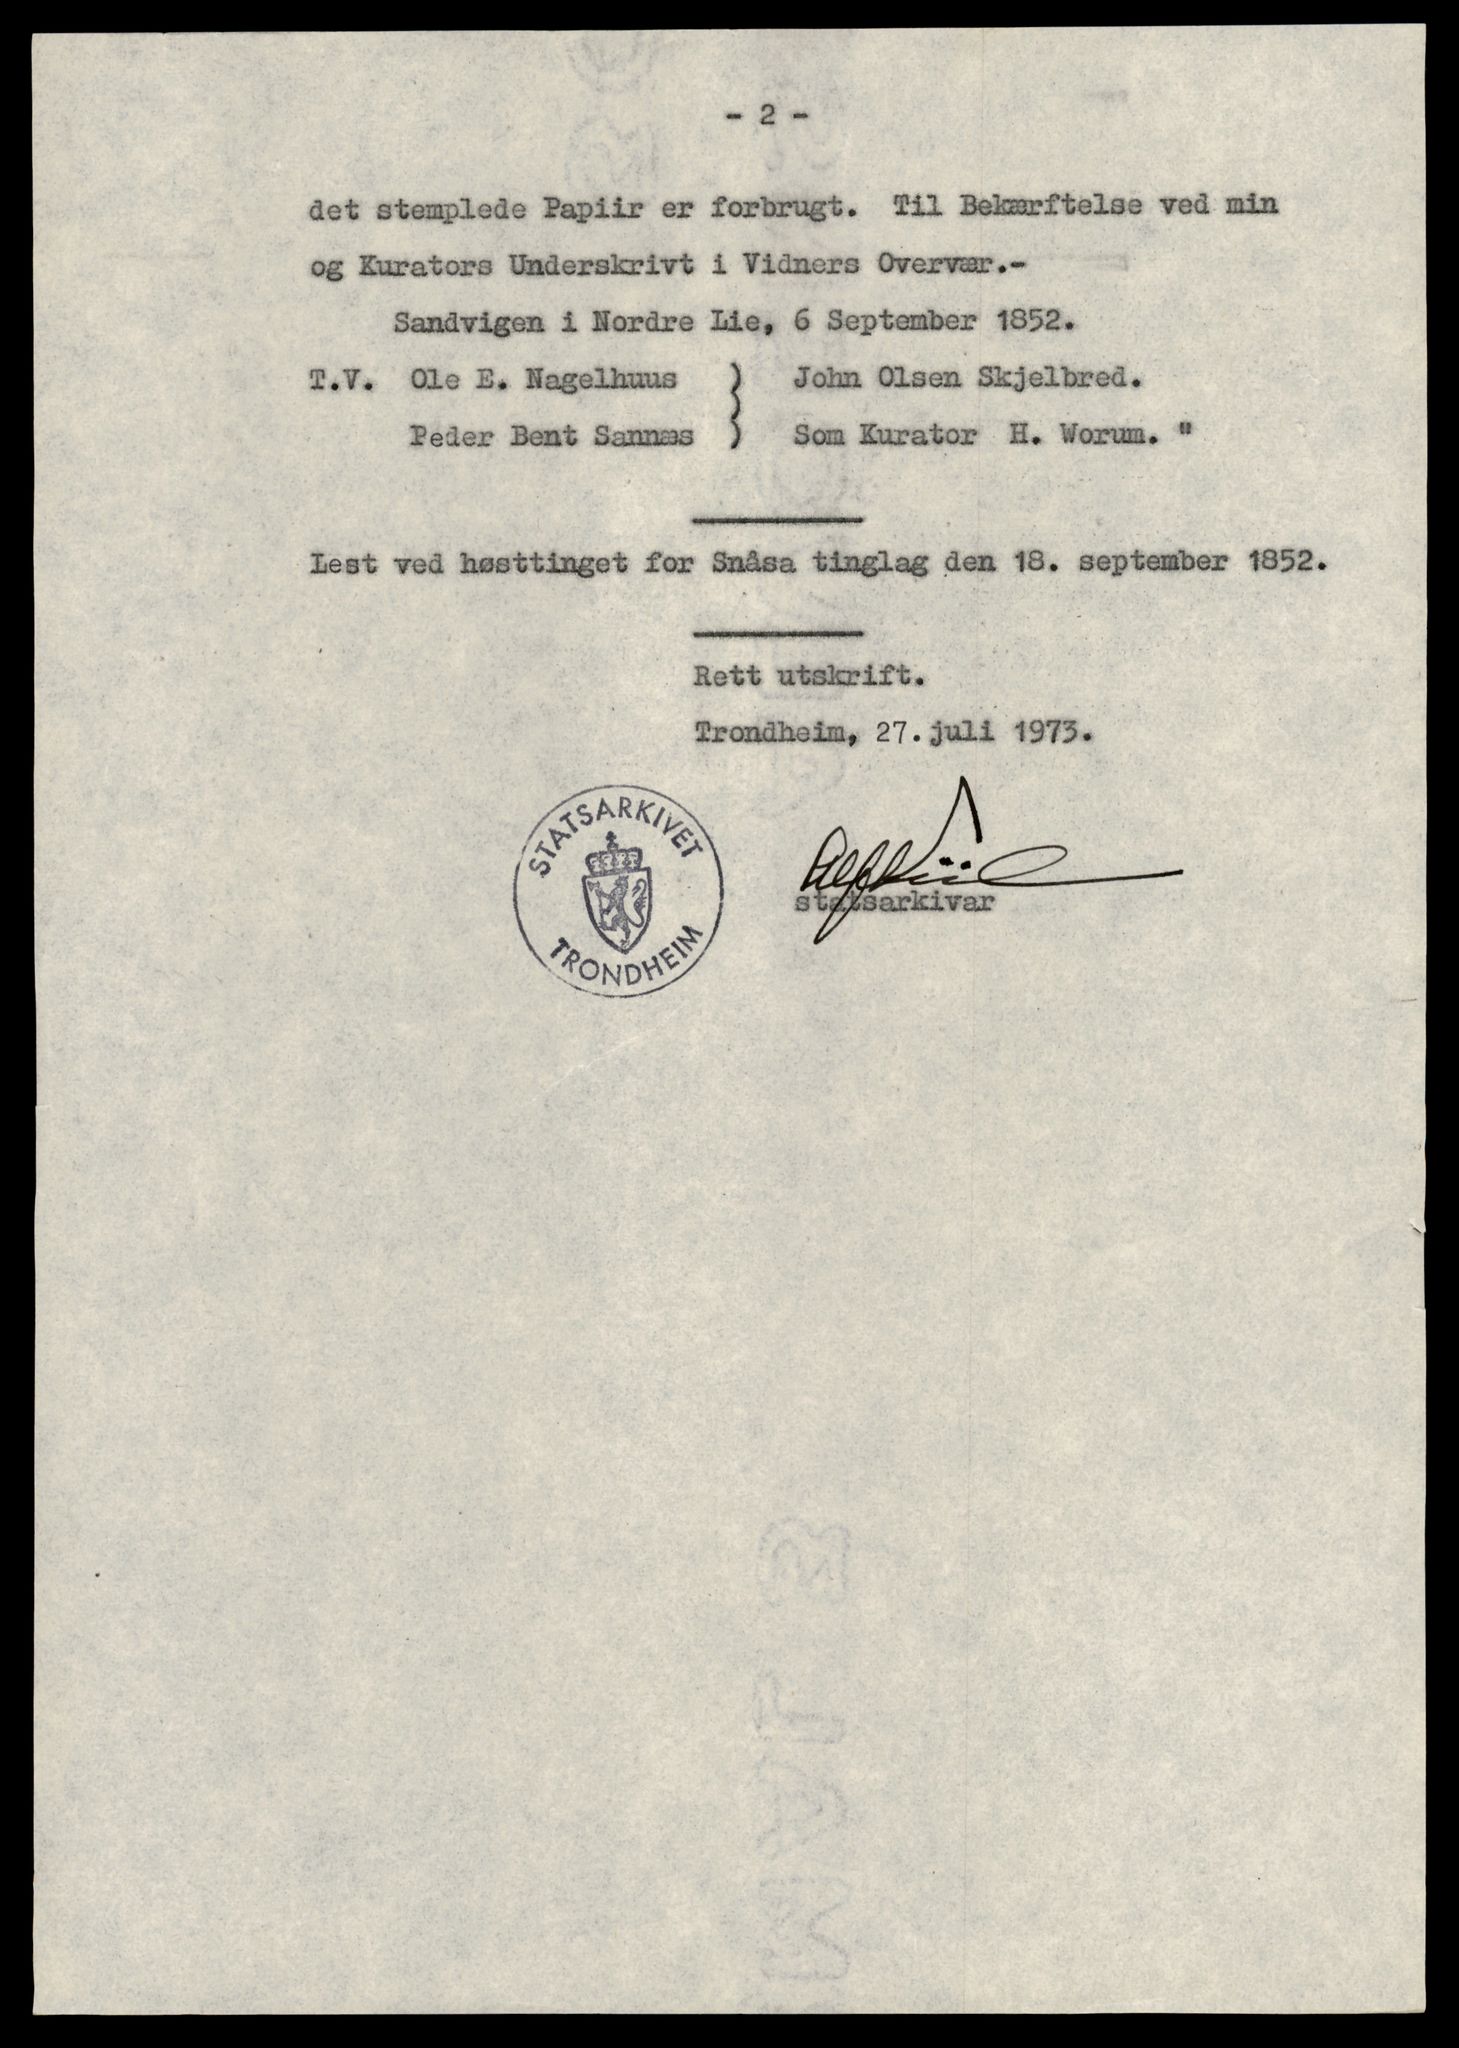 - 2 -
det stemplede Papiir er forbrugt. Til Bekærftelse ved min
og Kurators Underskrivt i Vidners Overvær.-
Sandvigen i Nordre Lie, 6 September 1852.
T.V. Ole E. Nagelhuus ) John Olsen Skjelbred.
)
Peder Bent Sannæs ) Som Kurator H. Worum. "
Lest ved høsttinget for Snåsa tinglag den 18. september 1852.
Rett utskrift.
Trondheim, 27. juli 1973.
STATSARKIVET
TRONDHEIM
Alf
statsarkivar